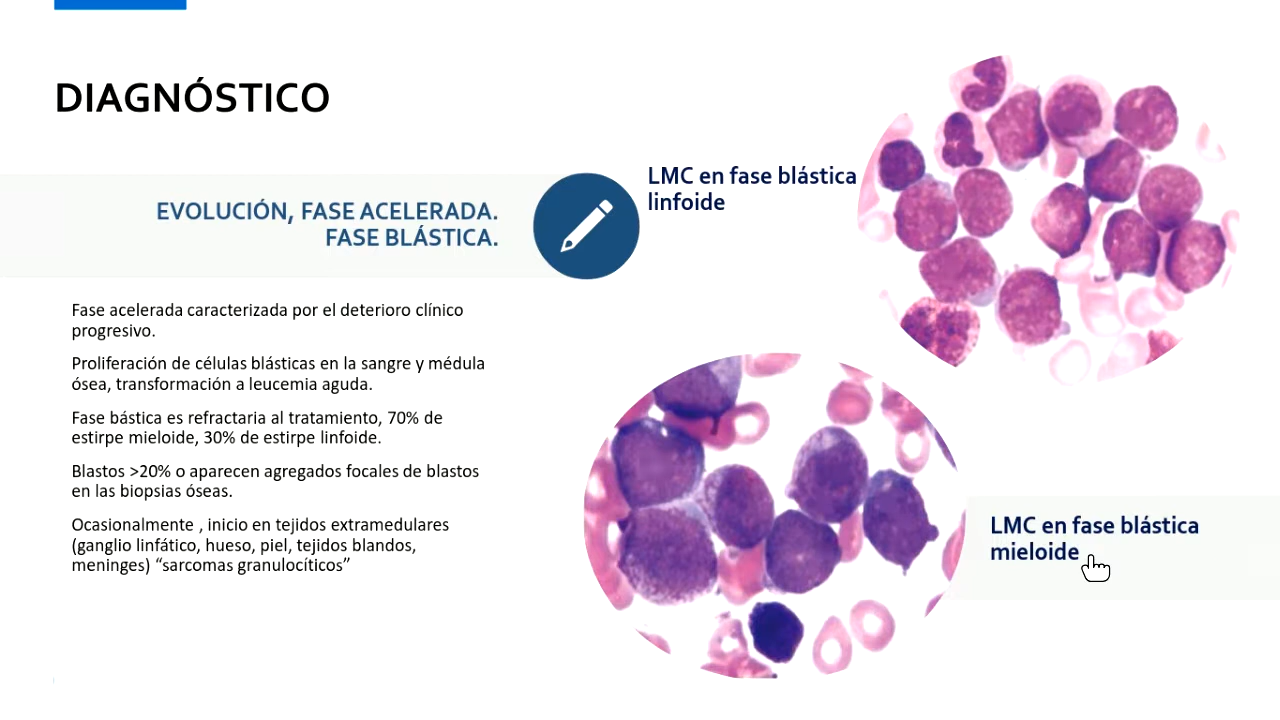 DIAGNÓSTICO
EVOLUCIÓN, FASE ACELERADA.
FASE BLÁSTICA.
LMC en fase blástica
linfoide
Fase acelerada caracterizada por el deterioro clínico
progresivo.
Proliferación de células blásticas en la sangre y médula
ósea, transformación a leucemia aguda.
Fase bástica es refractaria al tratamiento, 70% de
estirpe mieloide, 30% de estirpe linfoide.
Blastos >20% o aparecen agregados focales de blastos
en las biopsias óseas.
Ocasionalmente , inicio en tejidos extramedulares
(ganglio linfático, hueso, piel, tejidos blandos,
meninges) “sarcomas granulocíticos”
LMC en fase blástica
mieloide